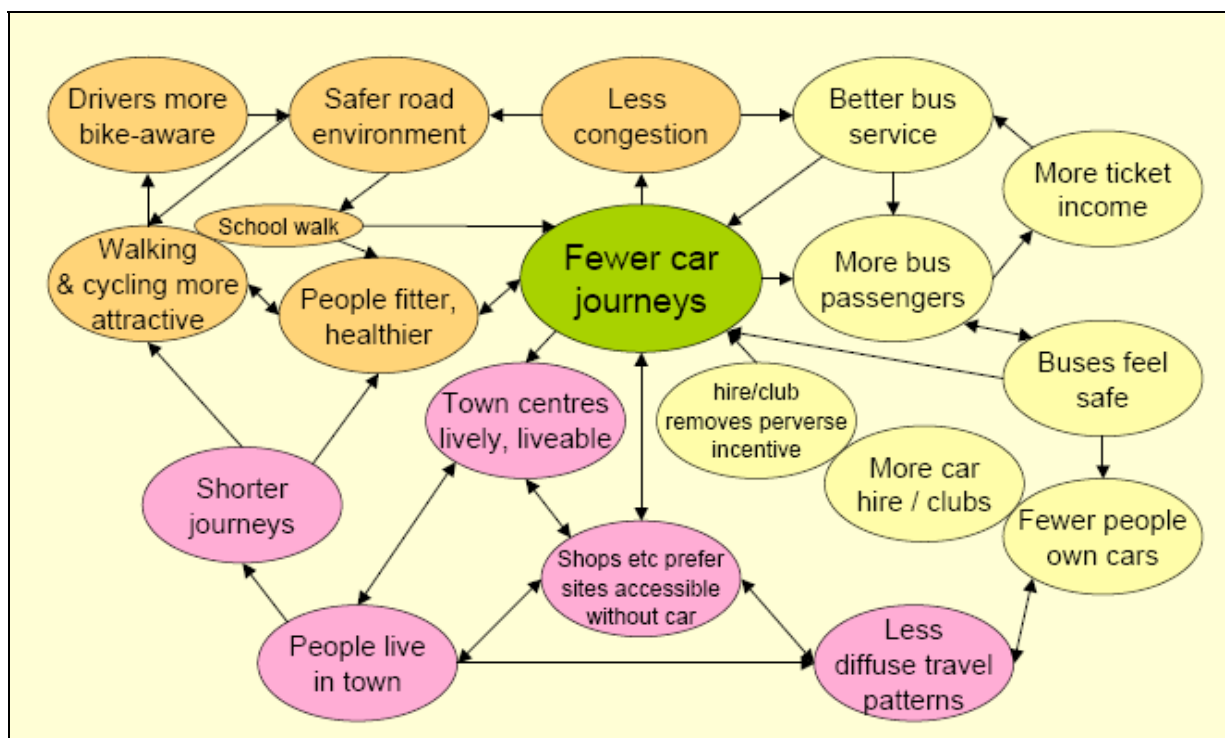 Drivers more
bike-aware
Safer road
environment
Less
congestion
Better bus
service
More ticket
income
School walk
Walking
& cycling more
attractive
People fitter,
healthier
Fewer car
journeys
More bus
passengers
Buses feel
safe
Town centres
lively, liveable
hire/club
removes perverse
incentive
More car
hire / clubs
Fewer people
own cars
Shorter
journeys
Shops etc prefer
sites accessible
without car
People live
in town
Less
diffuse travel
patterns